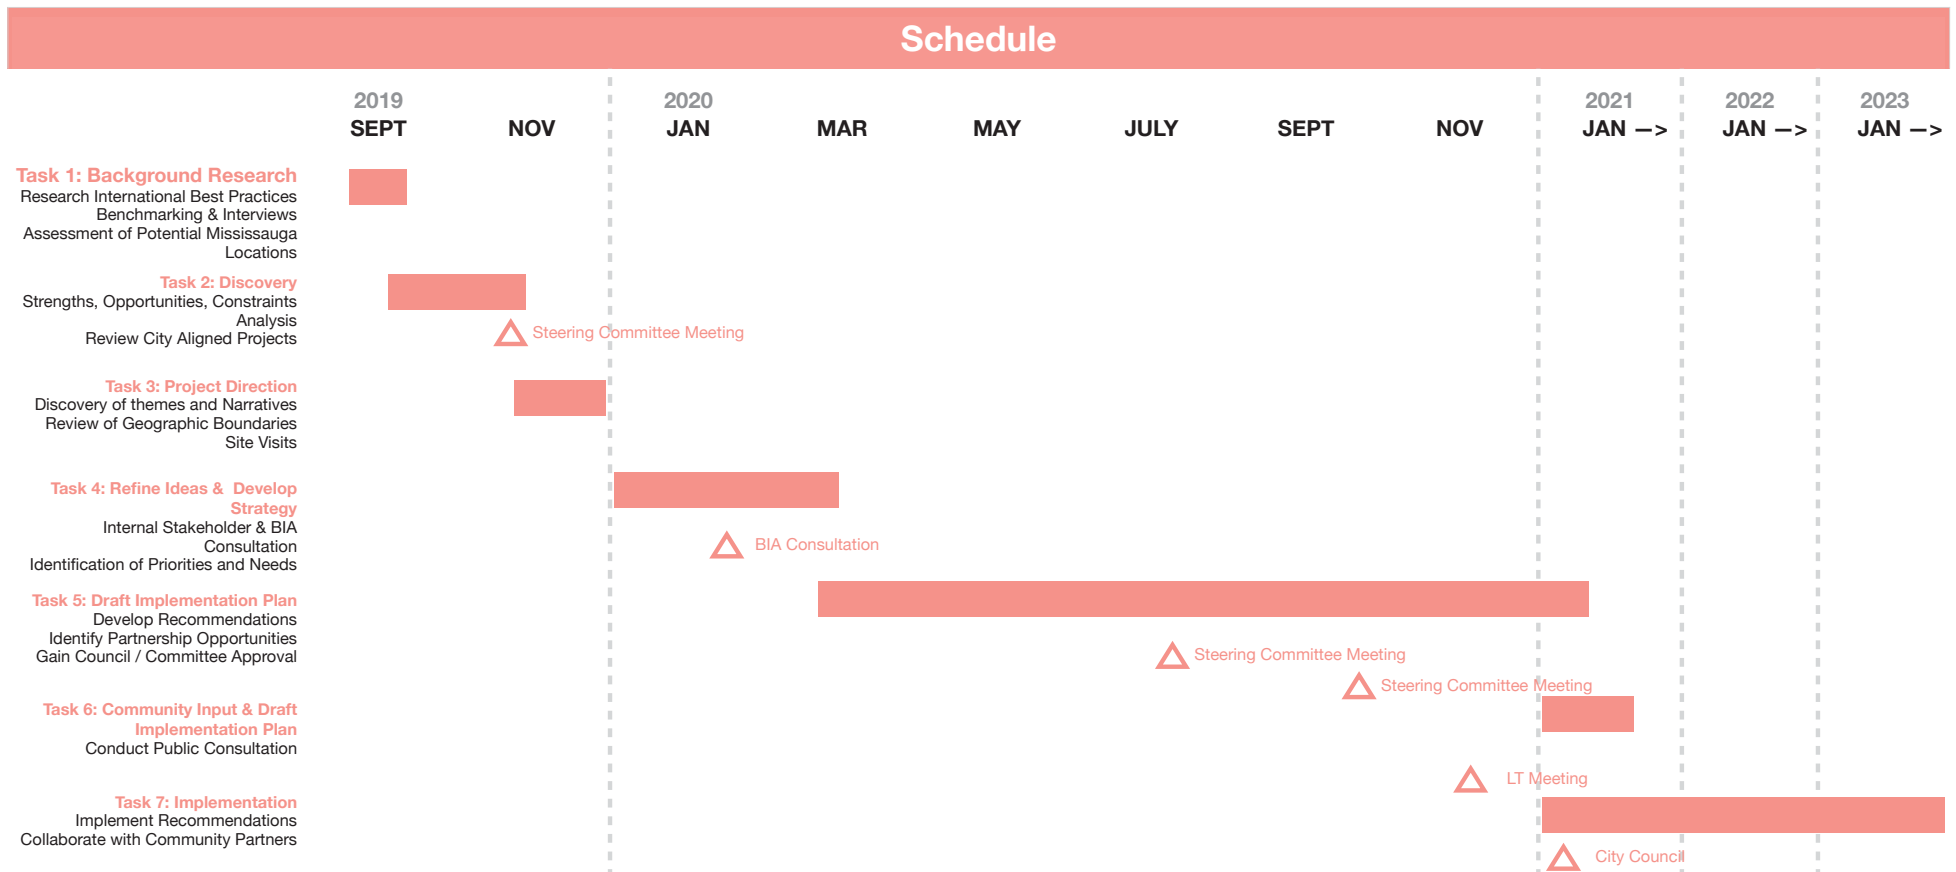 Schedule
2019
2020
2021
2022
2023
SEPT
NOV
JAN
MAR
MAY
JULY
SEPT
NOV
JAN —>
JAN —>
JAN —>
Task 1: Background Research
Research International Best Practices
Benchmarking & Interviews
Assessment of Potential Mississauga
Locations
Task 2: Discovery
Strengths, Opportunities, Constraints
Analysis
Review City Aligned Projects
Steering Committee Meeting
Task 3: Project Direction
Discovery of themes and Narratives
Review of Geographic Boundaries
Site Visits
Task 4: Refine Ideas & Develop
Strategy
Internal Stakeholder & BIA
Consultation
Identification of Priorities and Needs
BIA Consultation
Task 5: Draft Implementation Plan
Develop Recommendations
Identify Partnership Opportunities
Gain Council / Committee Approval
Steering Committee Meeting
Steering Committee Meeting
Task 6: Community Input & Draft
Implementation Plan
Conduct Public Consultation
LT Meeting
Task 7: Implementation
Implement Recommendations
Collaborate with Community Partners
City Council